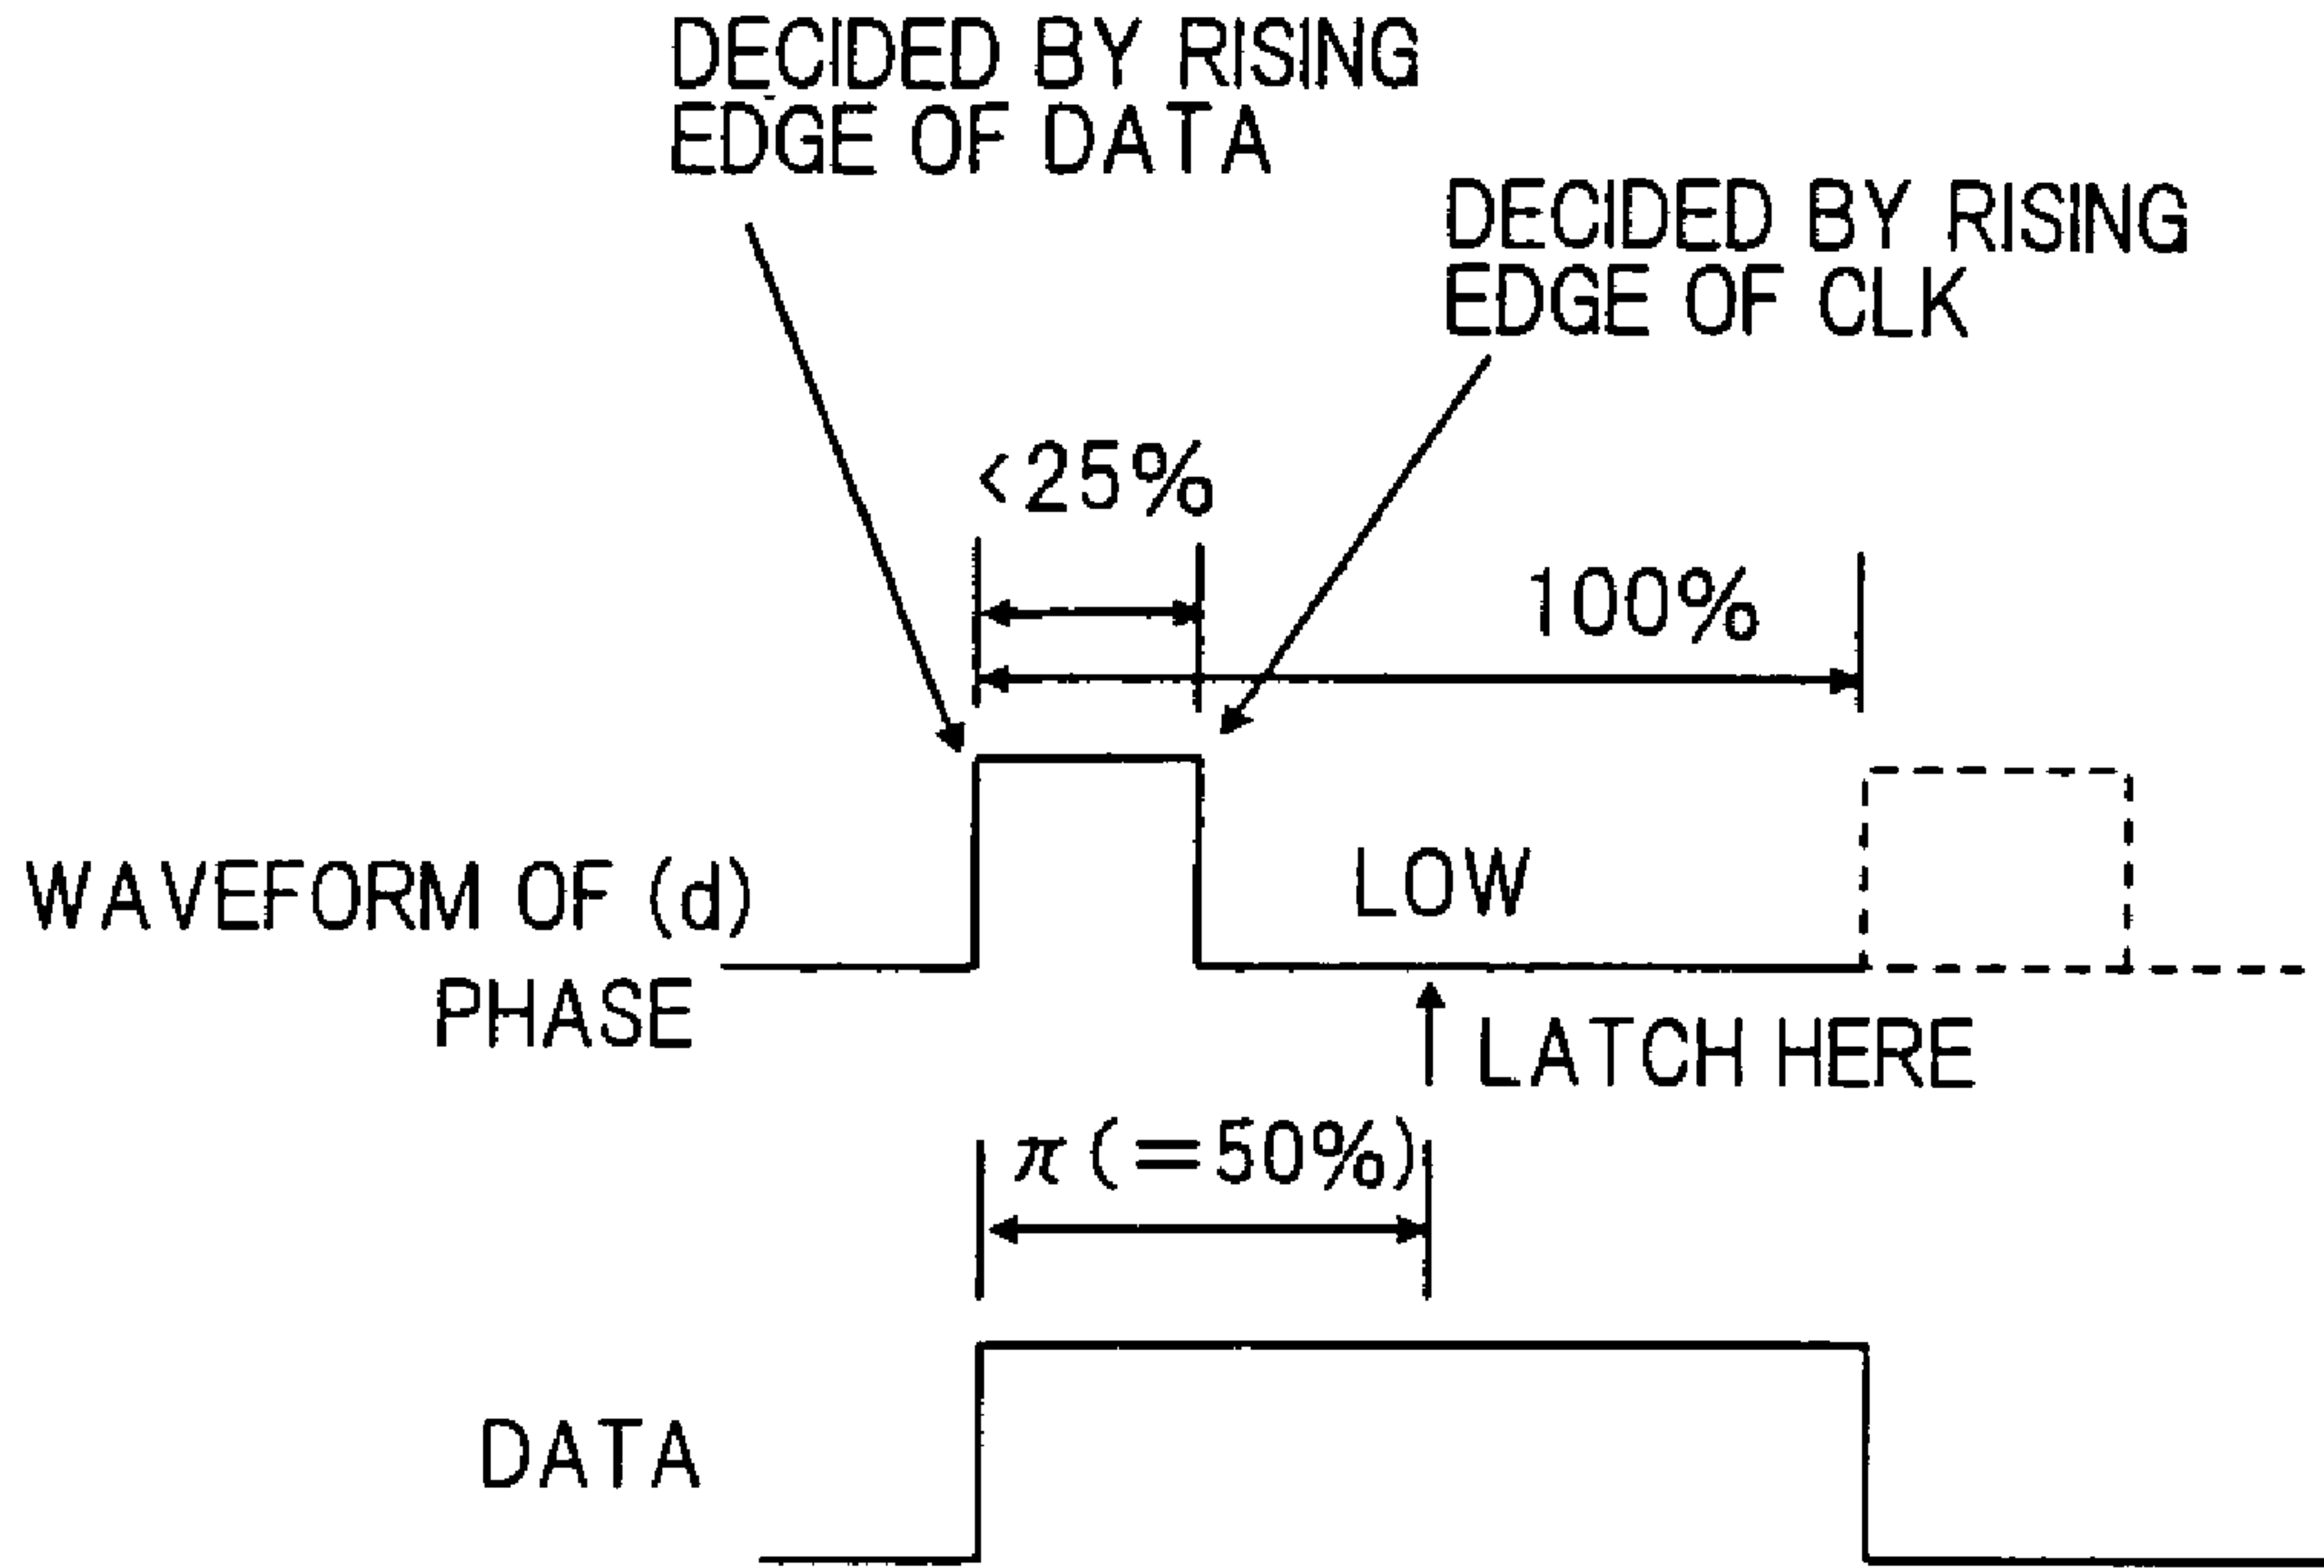 DECIDED BY RISING
EDGE OF DATA
DECIDED BY RISING
EDGE OF CLK
<25%
100%
WAVEFORM OF (d)
PHASE
LOW
LATCH HERE
π(=50%)
DATA